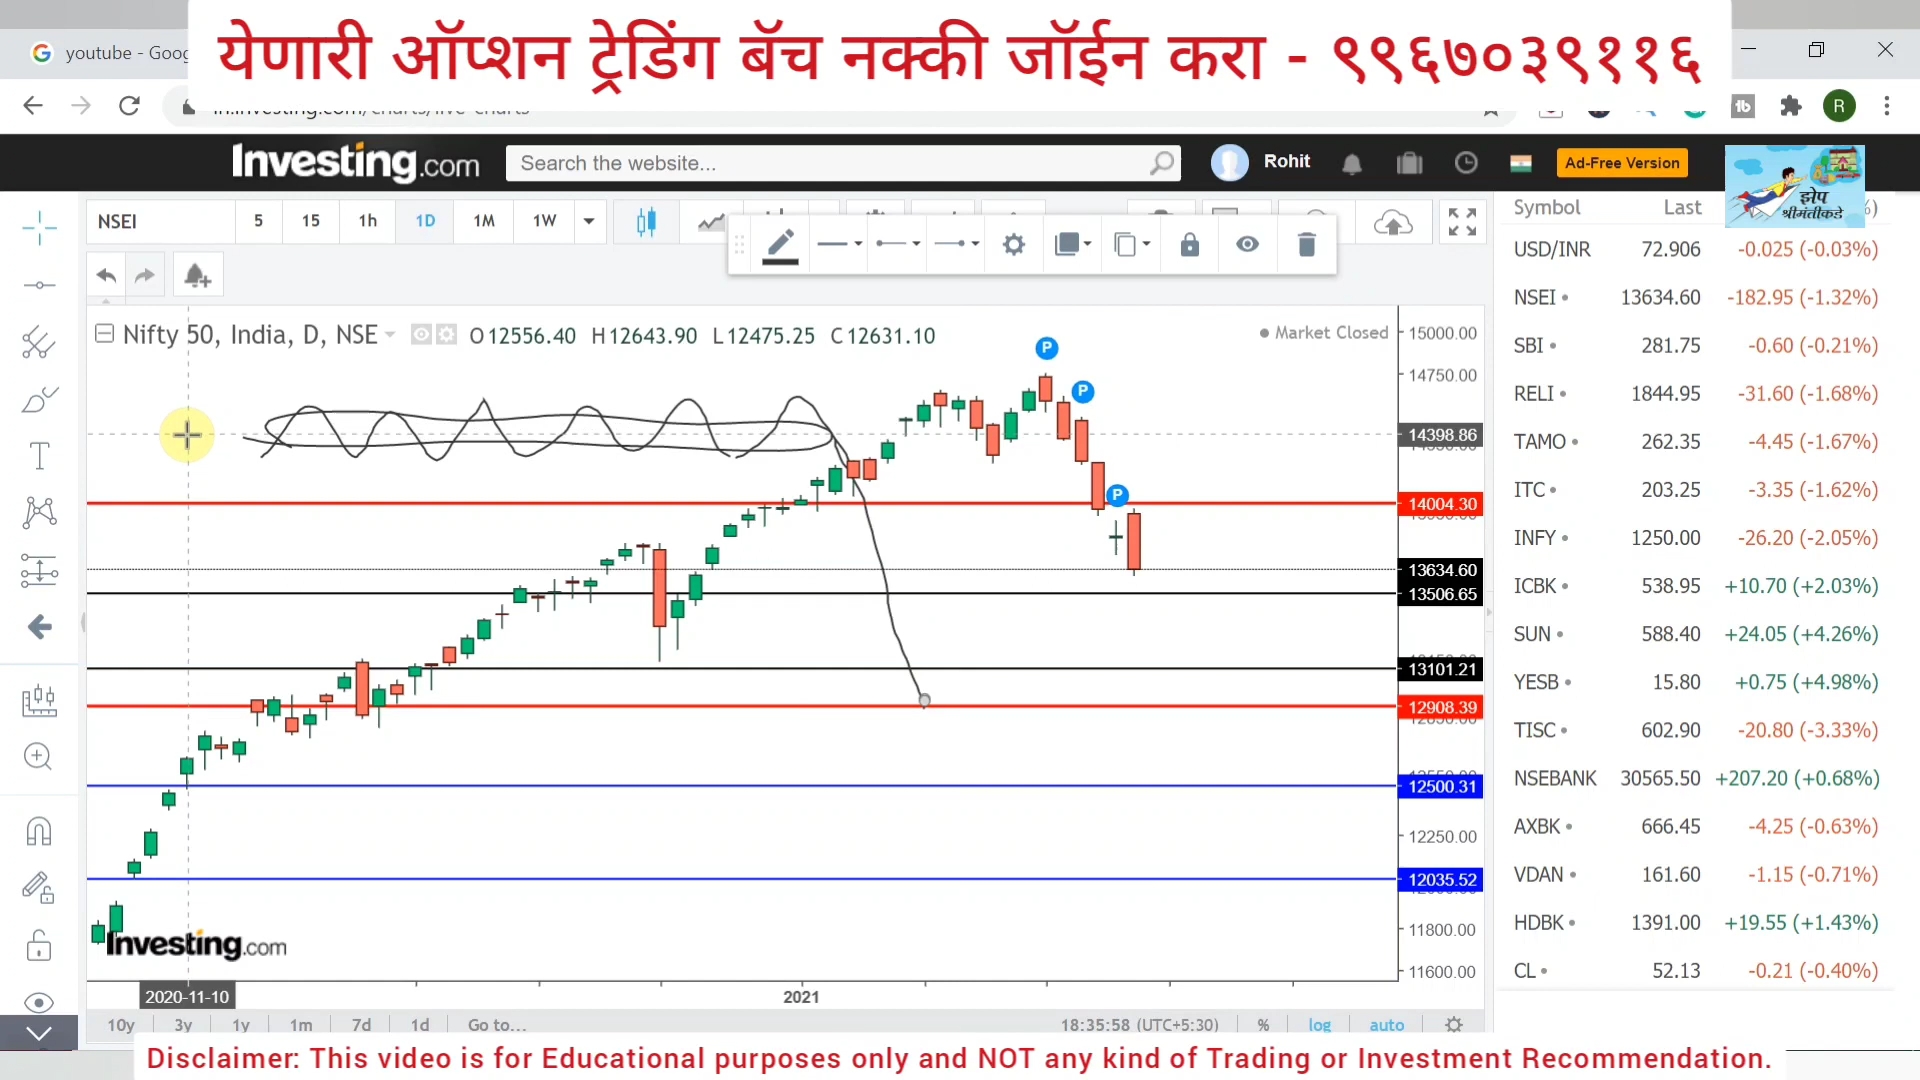 येणारी ऑप्शन ट्रेडिंग बॅच नक्की जॉईन करा - ९९६७०३९११६
youtube - Goog
in.investing.com/charts/live-charts
R
Investing.com
Search the website...
Rohit
Ad-Free Version
झेप
श्रीमंतीकडे
NSEI 5 15 1h 1D 1M 1W
Symbol Last %)
USD/INR 72.906 -0.025 (-0.03%)
NSEI 13634.60 -182.95 (-1.32%)
SBI 281.75 -0.60 (-0.21%)
RELI 1844.95 -31.60 (-1.68%)
TAMO 262.35 -4.45 (-1.67%)
ITC 203.25 -3.35 (-1.62%)
INFY 1250.00 -26.20 (-2.05%)
ICBK 538.95 +10.70 (+2.03%)
SUN 588.40 +24.05 (+4.26%)
YESB 15.80 +0.75 (+4.98%)
TISC 602.90 -20.80 (-3.33%)
NSEBANK 30565.50 +207.20 (+0.68%)
AXBK 666.45 -4.25 (-0.63%)
VDAN 161.60 -1.15 (-0.71%)
HDBK 1391.00 +19.55 (+1.43%)
CL 52.13 -0.21 (-0.40%)
Nifty 50, India, D, NSE O12556.40 H12643.90 L12475.25 C12631.10
Market Closed
P
P
P
15000.00
14750.00
14398.86
14004.30
13634.60
13506.65
13101.21
12908.39
12500.31
12250.00
12035.52
11800.00
11600.00
Investing.com
2020-11-10 2021
10y 3y 1y 1m 7d 1d Go to... 18:35:58 (UTC+5:30) % log auto
Disclaimer: This video is for Educational purposes only and NOT any kind of Trading or Investment Recommendation.